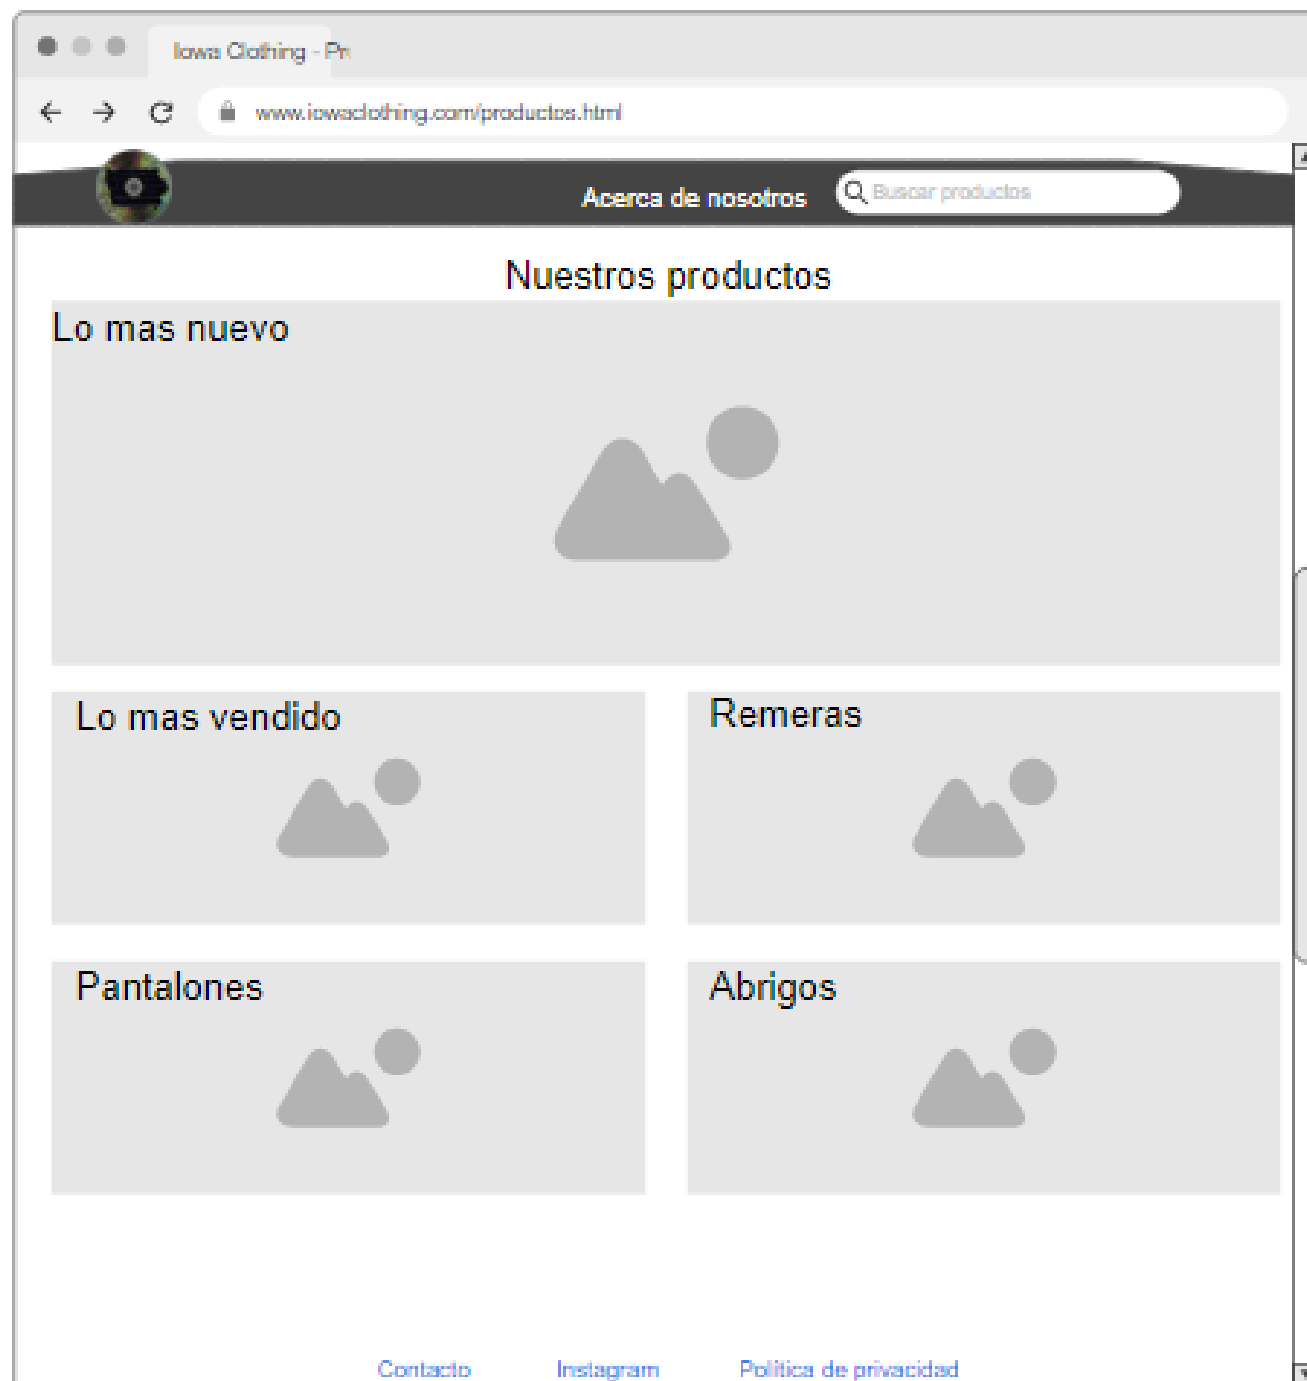 Iowa Clothing - Pr
www.iowaclothing.com/productos.html
Acerca de nosotros
Buscar productos
Nuestros productos
Lo mas nuevo
Lo mas vendido
Remeras
Pantalones
Abrigos
Contacto Instagram Política de privacidad